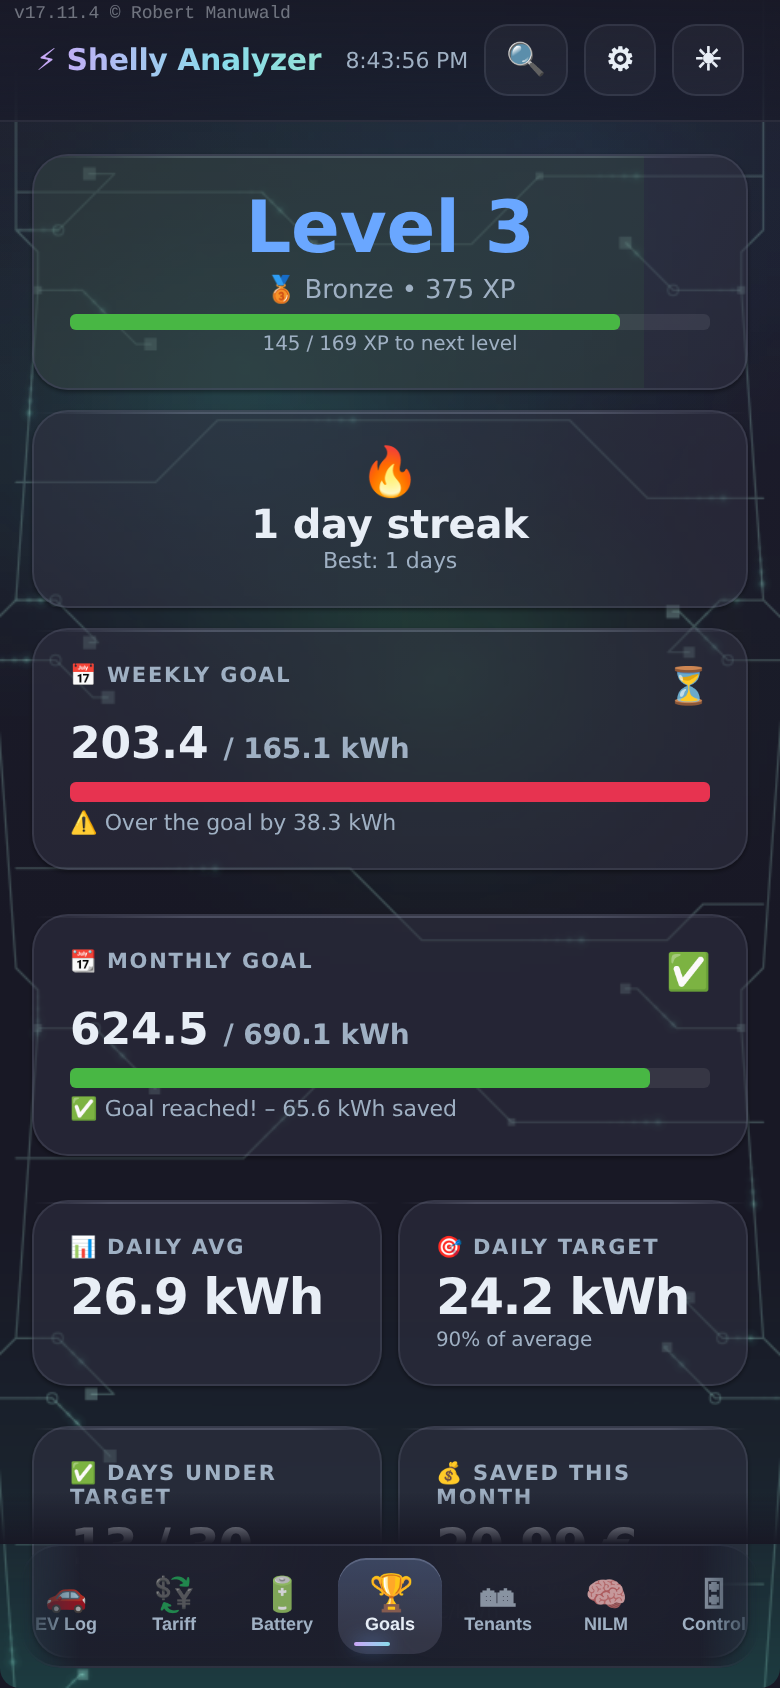 v17.11.4 © Robert Manuwald
⚡ Shelly Analyzer 8:43:56 PM
Level 3
Bronze • 375 XP
145 / 169 XP to next level
1 day streak
Best: 1 days
WEEKLY GOAL
203.4 / 165.1 kWh
⚠️ Over the goal by 38.3 kWh
MONTHLY GOAL
624.5 / 690.1 kWh
✅ Goal reached! – 65.6 kWh saved
DAILY AVG
26.9 kWh
DAILY TARGET
24.2 kWh
90% of average
✅ DAYS UNDER
TARGET
SAVED THIS
MONTH
EV Log Tariff Battery Goals Tenants NILM Control